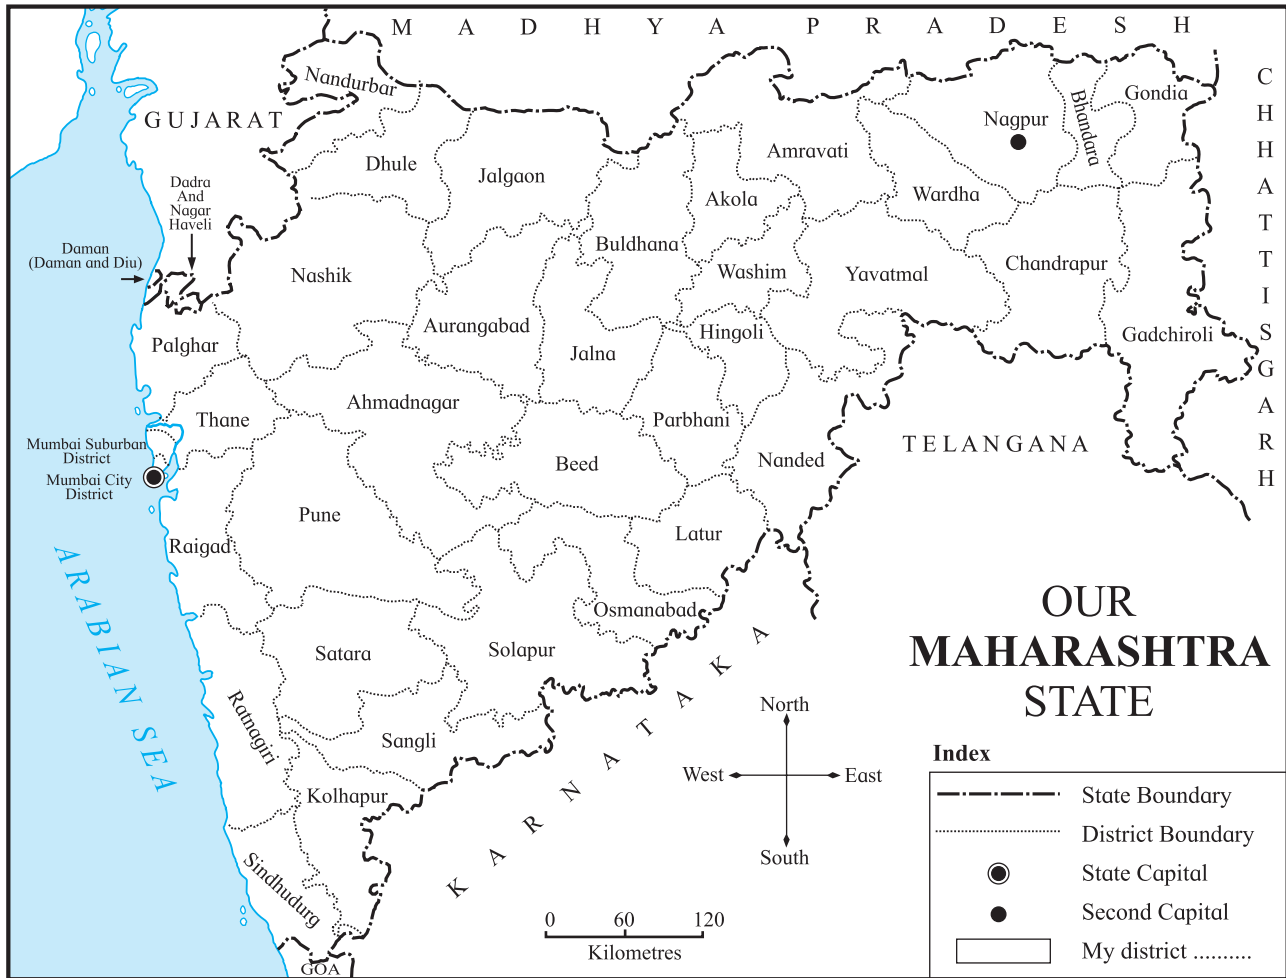 MADHYA PRADESH
CHHATTISGARH
Nandurbar
Gondia
Bhandara
GUJARAT
Nagpur
Dhule
Jalgaon
Amravati
Dadra
And
Nagar
Haveli
Akola
Wardha
Daman
(Daman and Diu)
Buldhana
Nashik
Washim
Yavatmal
Chandrapur
Aurangabad
Hingoli
Gadchiroli
Palghar
Jalna
Ahmadnagar
Thane
Parbhani
TELANGANA
Mumbai Suburban
District
Beed
Nanded
Mumbai City
District
Pune
Latur
Raigad
ARABIAN SEA
Osmanabad
OUR
MAHARASHTRA
STATE
Satara
Solapur
KARNATAKA
Ratnagiri
Sangli
North
West
East
South
Kolhapur
Sindhudurg
GOA
0 60 120
Kilometres
Index
State Boundary
District Boundary
State Capital
Second Capital
My district ..........